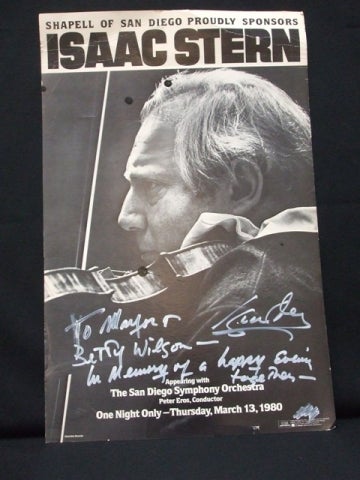 SHAPELL OF SAN DIEGO PROUDLY SPONSORS
ISAAC STERN
To Mayor &
Betty Wilson —
In memory of a happy evening
together —
Appearing with
The San Diego Symphony Orchestra
Peter Eros, Conductor
One Night Only—Thursday, March 13, 1980